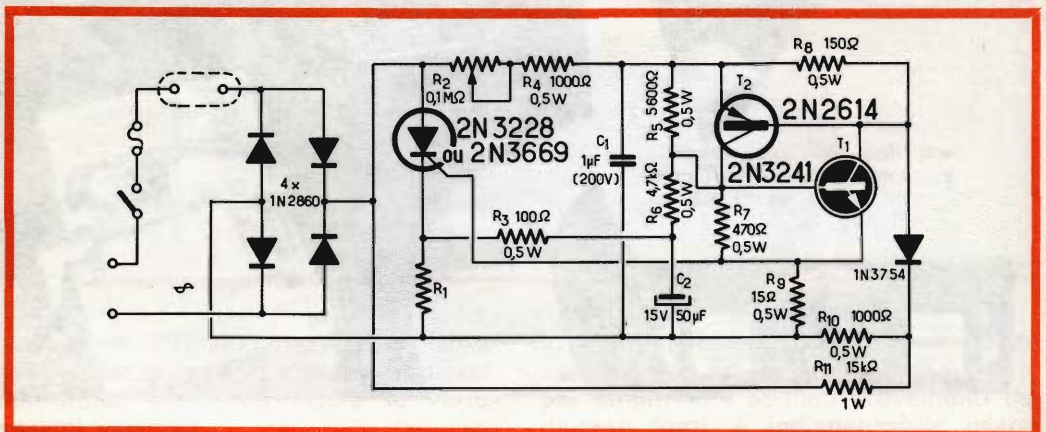 R2
0,1MΩ
R4 1000Ω
0,5W
R8 150Ω
0,5W
T2
2N2614
2N3228
ou 2N3669
C1
1µF
(200V)
R5 5600Ω
0,5W
T1
2N3241
4×
1N2860
R6 4,7kΩ
0,5W
R3 100Ω
0,5W
R7
470Ω
0,5W
1N3754
R1
C2
15V 50µF
R9
15Ω
0,5W
R10 1000Ω
0,5W
R11 15kΩ
1W